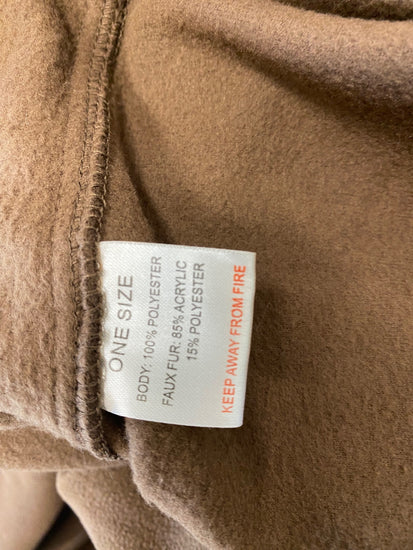 ONE SIZE
BODY: 100% POLYESTER
FAUX FUR: 85% ACRYLIC
15% POLYESTER
KEEP AWAY FROM FIRE